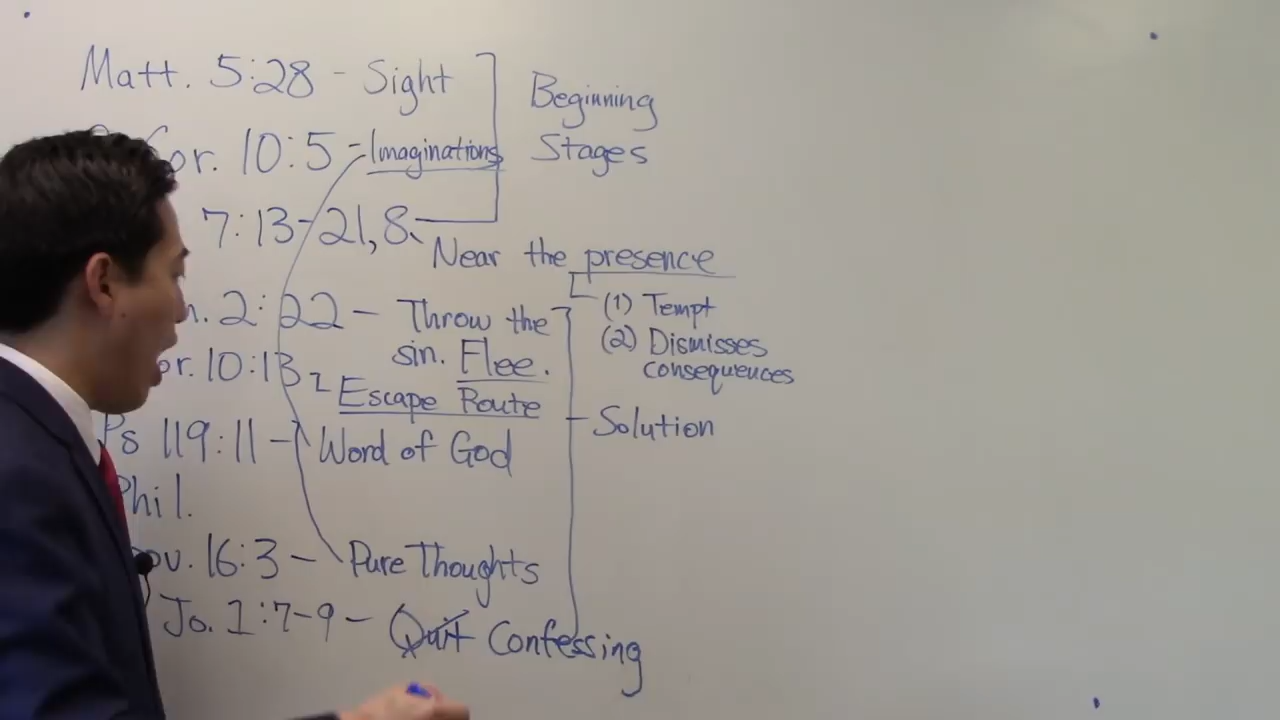 Matt. 5:28 - Sight
Cor. 10:5 - Imaginations
Beginning
Stages
7:13-21, 8
Near the presence
(1) Tempt
(2) Dismisses
consequences
2:22 - Throw the
sin. Flee.
or. 10:13 - Escape Route
Solution
Ps 119:11 - Word of God
Phil.
ov. 16:3 - Pure Thoughts
Jo. 1:7-9 - Quit Confessing